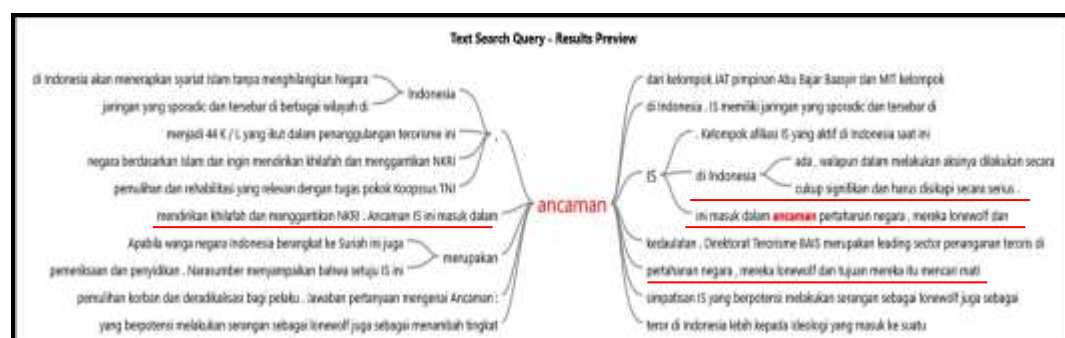 Text Search Query - Results Preview
di Indonesia akan menerapkan syariat Islam tanpa menghilangkan Negara
jaringan yang sporadic dan tersebar di berbagai wilayah di
Indonesia
menjadi 44 K / L yang ikut dalam penanggulangan terorisme ini
negara berdasarkan Islam dan ingin mendirikan khilafah dan menggantikan NKRI
pemulihan dan rehabilitasi yang relevan dengan tugas pokok Koopssus TNI
,
mendirikan khilafah dan menggantikan NKRI . Ancaman IS ini masuk dalam
Apabila warga negara Indonesia berangkat ke Suriah ini juga
pemeriksaan dan penyidikan . Narasumber menyampaikan bahwa setuju IS ini
merupakan
pemulihan korban dan deradikalisasi bagi pelaku . Jawaban pertanyaan mengenai Ancaman :
yang berpotensi melakukan serangan sebagai lonewolf juga sebagai menambah tingkat
ancaman
dari kelompok JAT pimpinan Abu Bajar Baasyir dan MIT kelompok
di Indonesia . IS memiliki jaringan yang sporadic dan tersebar di
IS
. Kelompok afiliasi IS yang aktif di Indonesia saat ini
di Indonesia
ada , walapun dalam melakukan aksinya dilakukan secara
cukup signifikan dan harus disikapi secara serius .
ini masuk dalam ancaman pertahanan negara , mereka lonewolf dan
kedaulatan . Direktorat Terorisme BAIS merupakan leading sector penanganan teroris di
pertahanan negara , mereka lonewolf dan tujuan mereka itu mencari mati
simpatisan IS yang berpotensi melakukan serangan sebagai lonewolf juga sebagai
teror di Indonesia lebih kepada ideologi yang masuk ke suatu